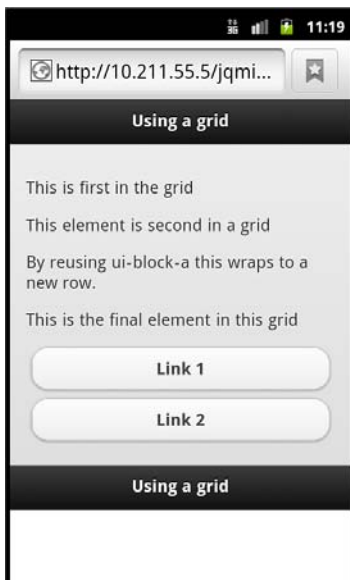 3G 11:19
http://10.211.55.5/jqmi...
Using a grid
This is first in the grid
This element is second in a grid
By reusing ui-block-a this wraps to a
new row.
This is the final element in this grid
Link 1
Link 2
Using a grid